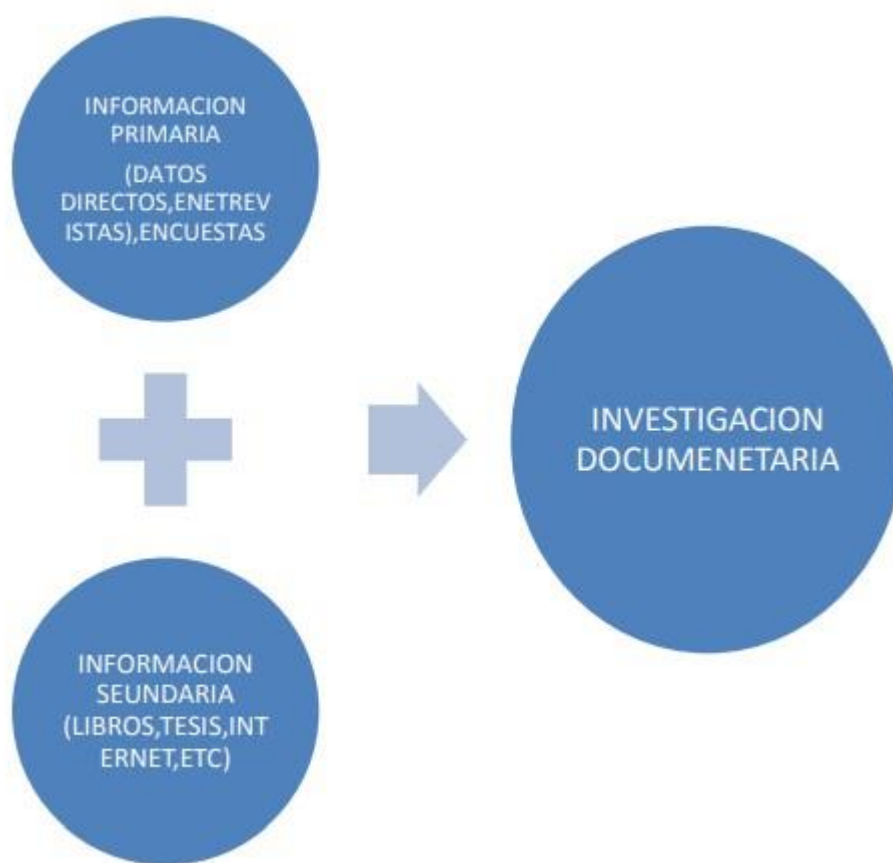 INFORMACION
PRIMARIA
(DATOS
DIRECTOS,ENETREV
ISTAS),ENCUESTAS
INFORMACION
SEUNDARIA
(LIBROS,TESIS,INT
ERNET,ETC)
INVESTIGACION
DOCUMENETARIA